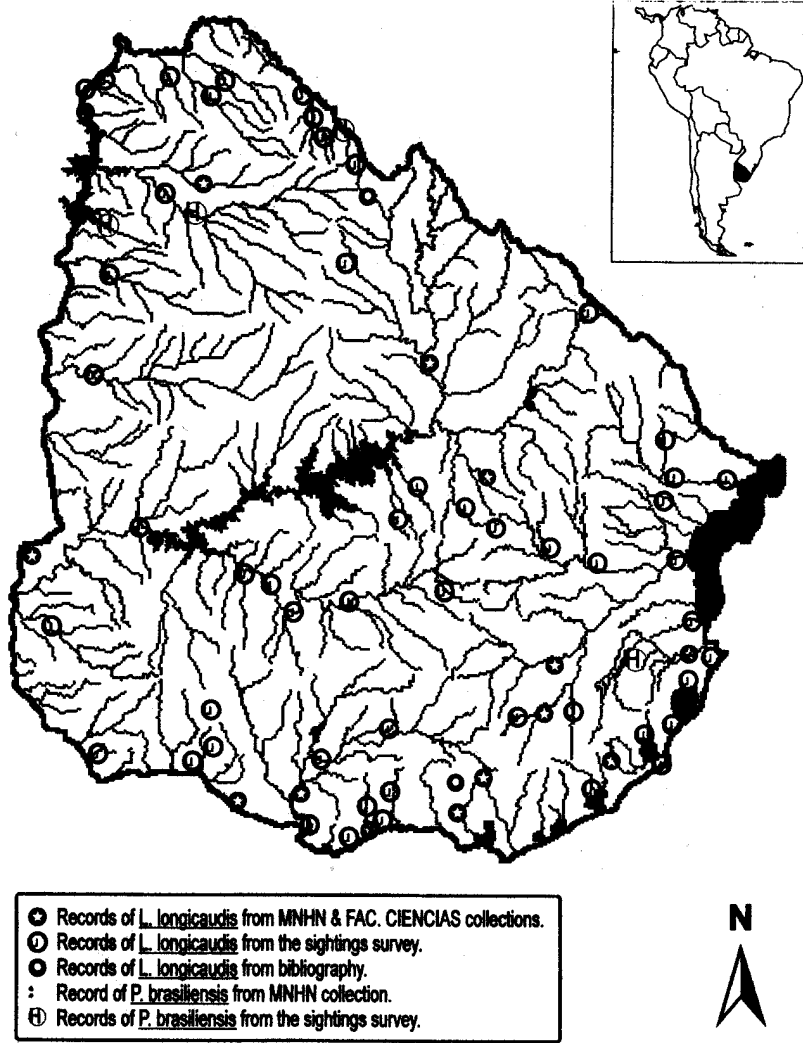 Records of L. longicaudis from MNHN & FAC. CIENCIAS collections.
Records of L. longicaudis from the sightings survey.
Records of L. longicaudis from bibliography.
Record of P. brasiliensis from MNHN collection.
Records of P. brasiliensis from the sightings survey.
N